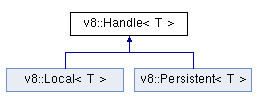 v8::Handle< T >
v8::Local< T >
v8::Persistent< T >